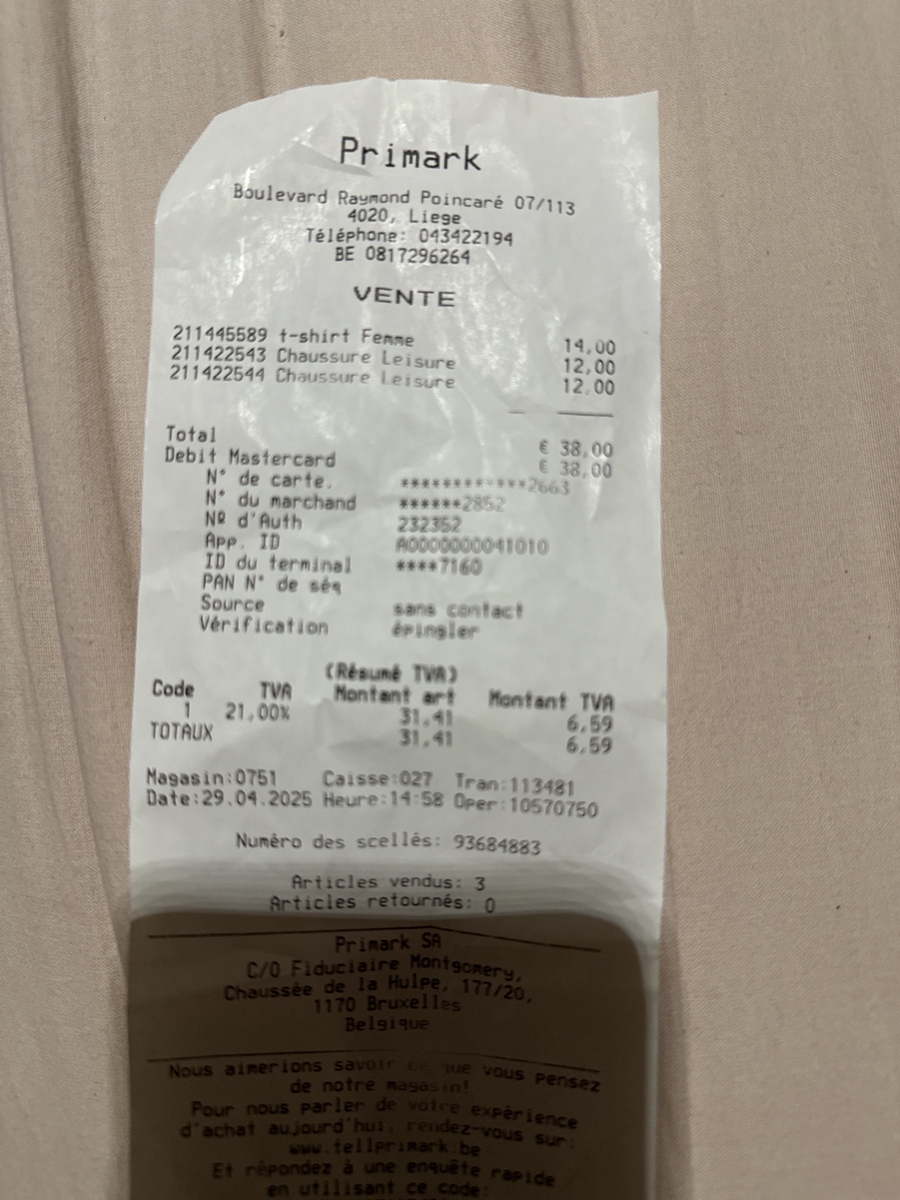 Primark
Boulevard Raymond Poincaré 07/113
4020, Liege
Téléphone: 043422194
BE 0817296264
VENTE
211445589 t-shirt Femme 14,00
211422543 Chaussure Leisure 12,00
211422544 Chaussure Leisure 12,00
Total € 38,00
Debit Mastercard € 38,00
N° de carte. ************2663
N° du marchand ******2852
Nº d'Auth 232352
App. ID A0000000041010
ID du terminal ****7160
PAN N° de séq
Source sans contact
Vérification épingler
(Résumé TVA)
Code TVA Montant art Montant TVA
1 21,00% 31,41 6,59
TOTAUX 31,41 6,59
Magasin:0751 Caisse:027 Tran:113481
Date:29.04.2025 Heure:14:58 Oper:10570750
Numéro des scellés: 93684883
Articles vendus: 3
Articles retournés: 0
Primark SA
C/O Fiduciaire Montgomery,
Chaussée de la Hulpe, 177/20,
1170 Bruxelles
Belgique
Nous aimerions savoir ce que vous pensez
de notre magasin!
Pour nous parler de votre expérience
d'achat aujourd'hui, rendez-vous sur:
www.tellprimark.be
Et répondez à une enquête rapide
en utilisant ce code: